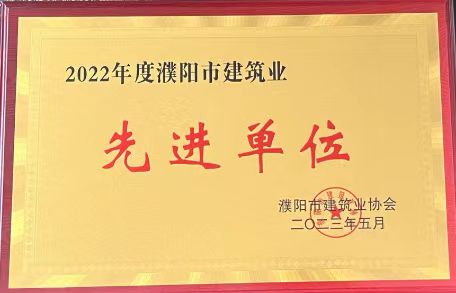 2022年度濮阳市建筑业
先进单位
濮阳市建筑业协会
二〇二三年五月